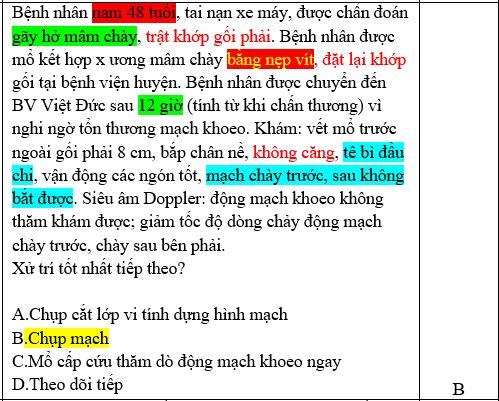 Bệnh nhân nam 48 tuổi, tai nạn xe máy, được chẩn đoán
gãy hở mâm chày, trật khớp gối phải. Bệnh nhân được
mổ kết hợp x ương mâm chày bằng nẹp vít, đặt lại khớp
gối tại bệnh viện huyện. Bệnh nhân được chuyển đến
BV Việt Đức sau 12 giờ (tính từ khi chấn thương) vì
nghi ngờ tổn thương mạch khoeo. Khám: vết mổ trước
ngoài gối phải 8 cm, bắp chân nề, không căng, tê bì đầu
chi, vận động các ngón tốt, mạch chày trước, sau không
bắt được. Siêu âm Doppler: động mạch khoeo không
thăm khám được; giảm tốc độ dòng chảy động mạch
chày trước, chày sau bên phải.
Xử trí tốt nhất tiếp theo?
A.Chụp cắt lớp vi tính dựng hình mạch
B.Chụp mạch
C.Mổ cấp cứu thăm dò động mạch khoeo ngay
D.Theo dõi tiếp
B